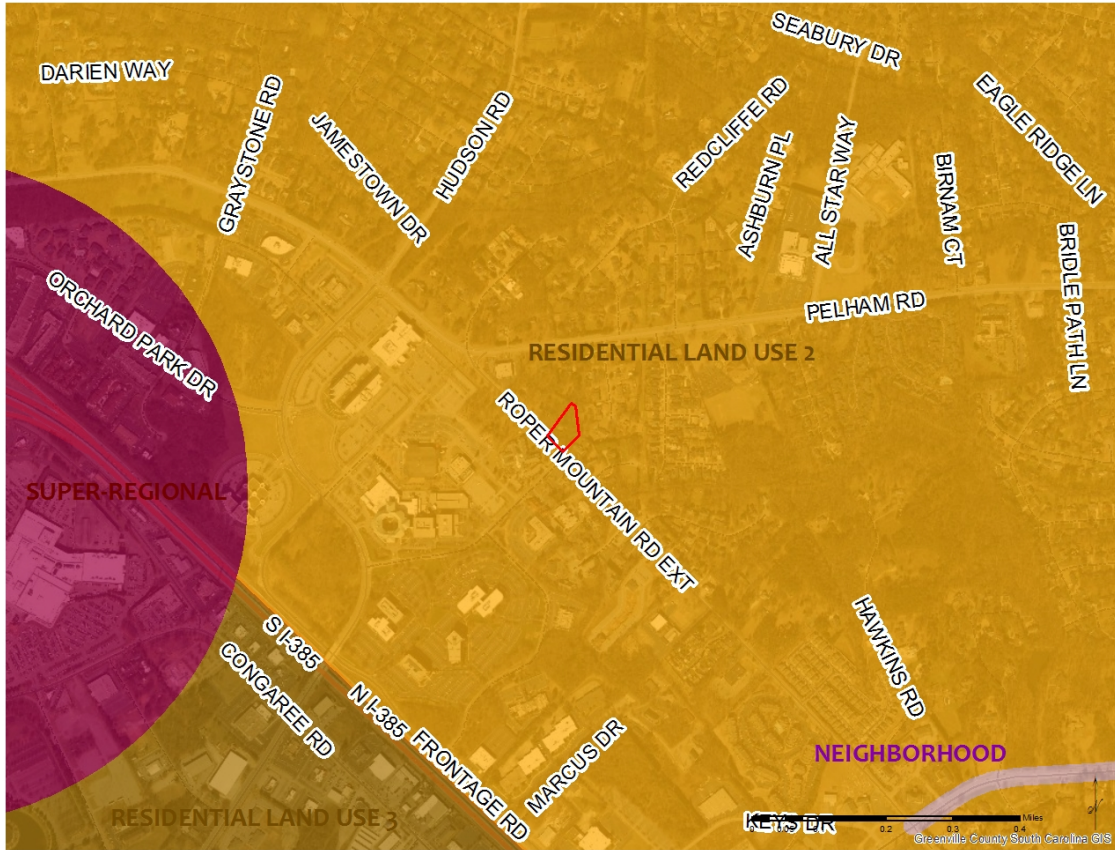 SEABURY DR
DARIEN WAY
EAGLE RIDGE LN
GRAYSTONE RD
JAMESTOWN DR
HUDSON RD
REDCLIFFE RD
ASHBURN PL
ALL STAR WAY
BIRNAM CT
BRIDLE PATH LN
ORCHARD PARK DR
PELHAM RD
RESIDENTIAL LAND USE 2
ROPER MOUNTAIN RD EXT
SUPER-REGIONAL
HAWKINS RD
S I-385
CONGAREE RD
N I-385 FRONTAGE RD
MARCUS DR
NEIGHBORHOOD
RESIDENTIAL LAND USE 3
KEYS DR
0.2 0.3 0.4 Miles
Greenville County South Carolina GIS